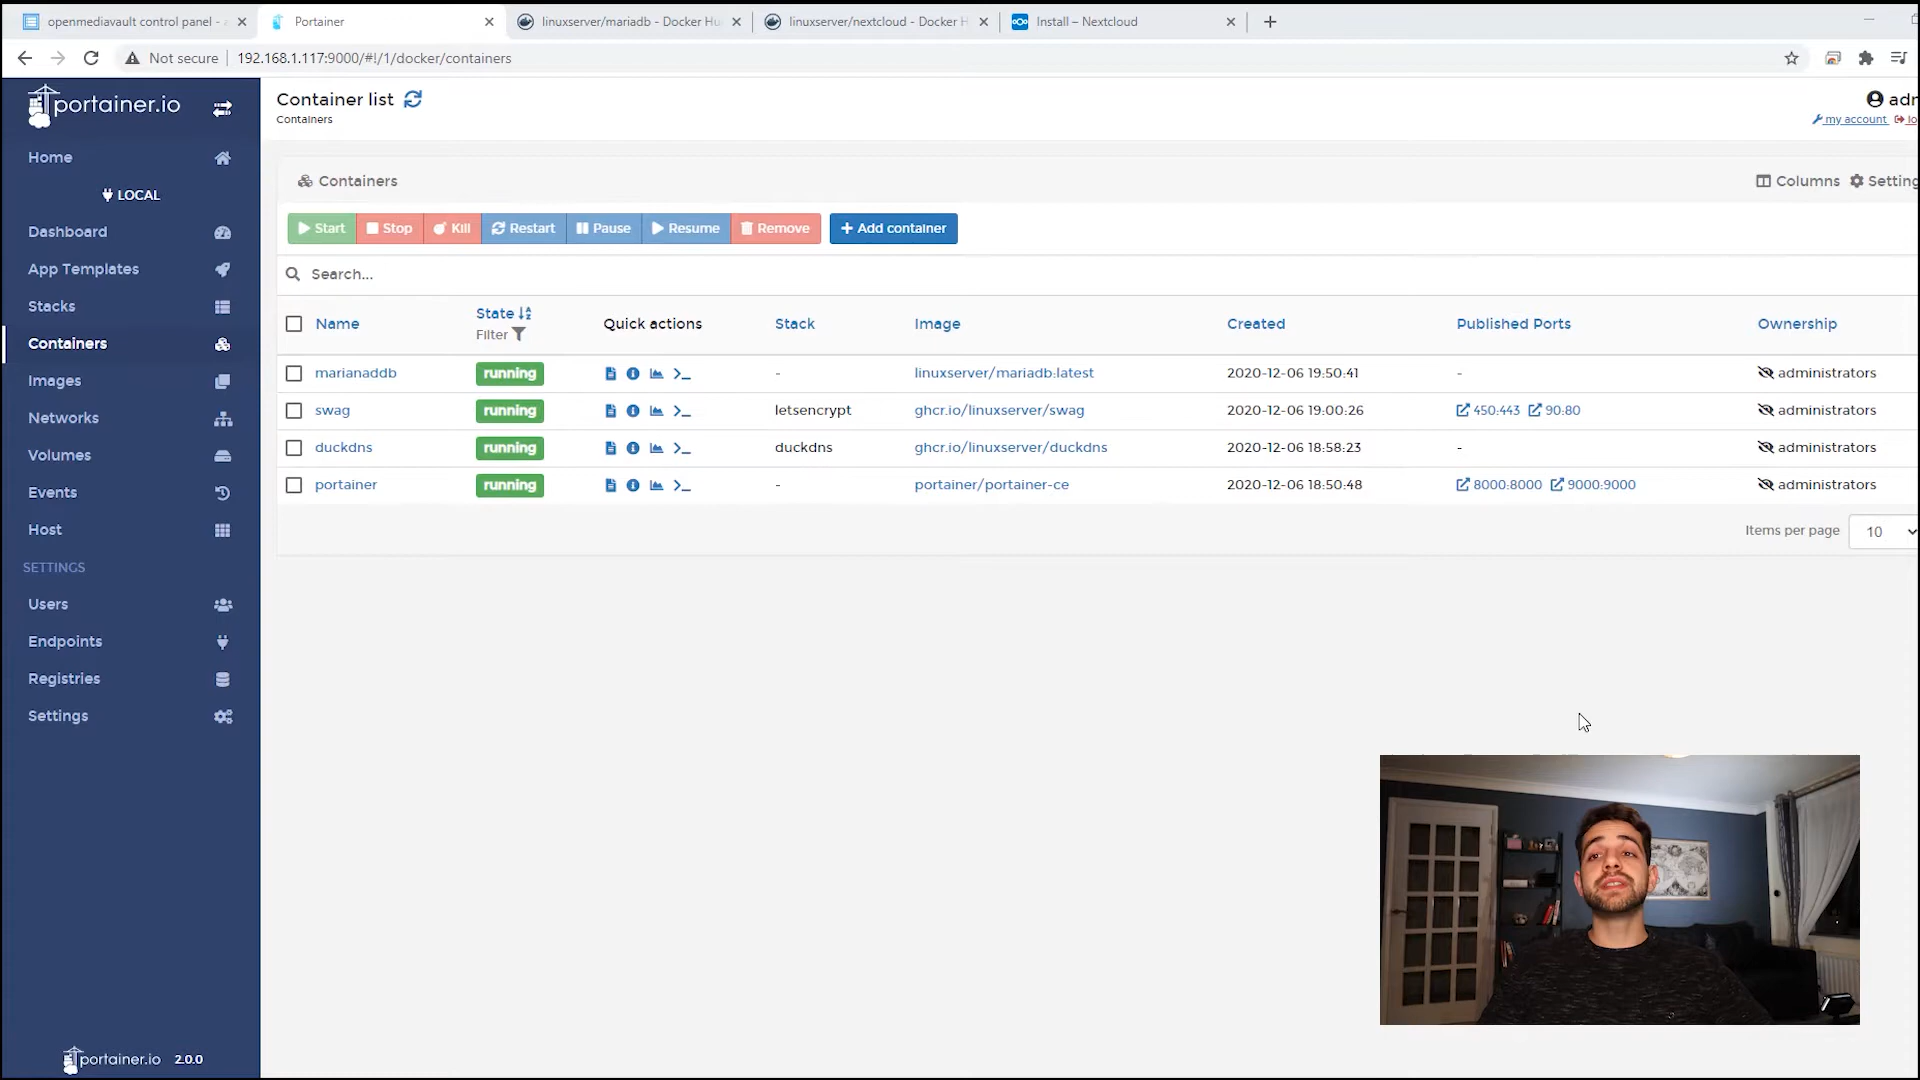 openmediavault control panel -
Portainer
linuxserver/mariadb - Docker Hu
linuxserver/nextcloud - Docker H
Install – Nextcloud
Not secure
192.168.1.117:9000/#!/1/docker/containers
portainer.io
Container list
Containers
adm
my account
lo
Home
LOCAL
Dashboard
App Templates
Stacks
Containers
Images
Networks
Volumes
Events
Host
SETTINGS
Users
Endpoints
Registries
Settings
portainer.io 2.0.0
Containers
Columns
Setting
Start
Stop
Kill
Restart
Pause
Resume
Remove
+ Add container
Search...
Name
State
Filter
Quick actions
Stack
Image
Created
Published Ports
Ownership
marianaddb running - linuxserver/mariadb:latest 2020-12-06 19:50:41 - administrators
swag running letsencrypt ghcr.io/linuxserver/swag 2020-12-06 19:00:26 450:443 90:80 administrators
duckdns running duckdns ghcr.io/linuxserver/duckdns 2020-12-06 18:58:23 - administrators
portainer running - portainer/portainer-ce 2020-12-06 18:50:48 8000:8000 9000:9000 administrators
Items per page 10